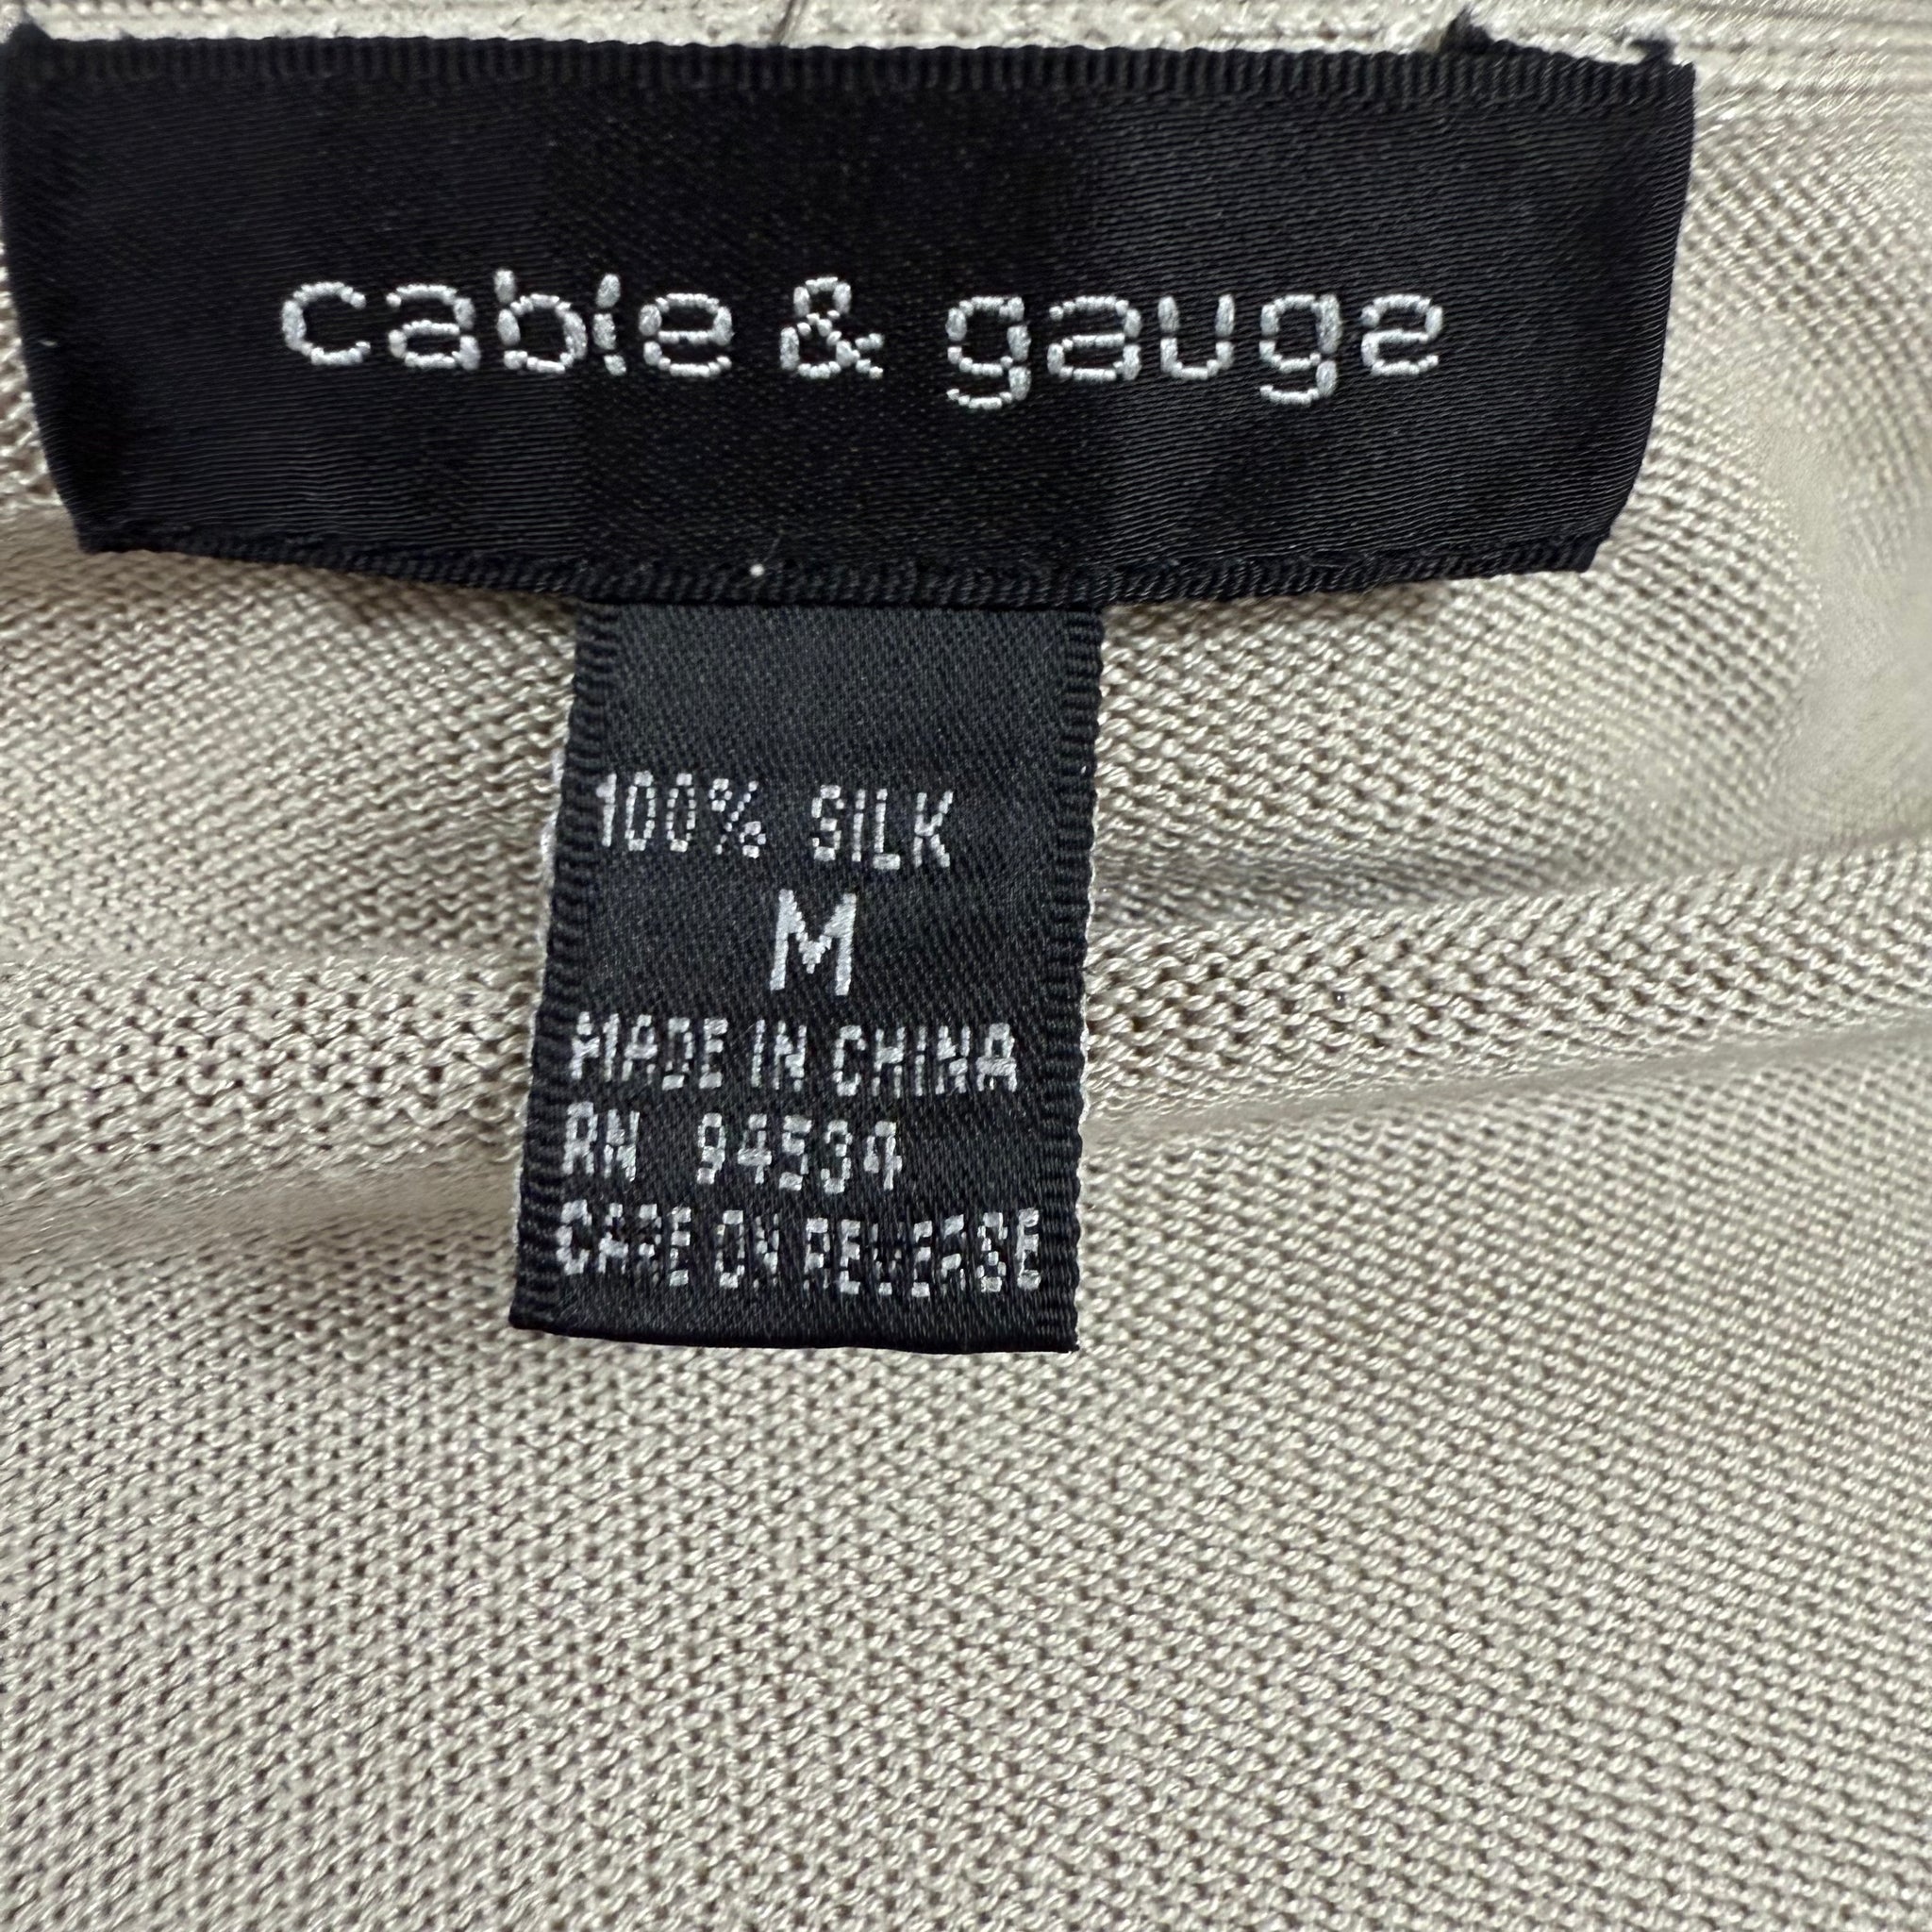 cable & gauge
100% SILK
M
MADE IN CHINA
RN 94534
CARE ON REVERSE